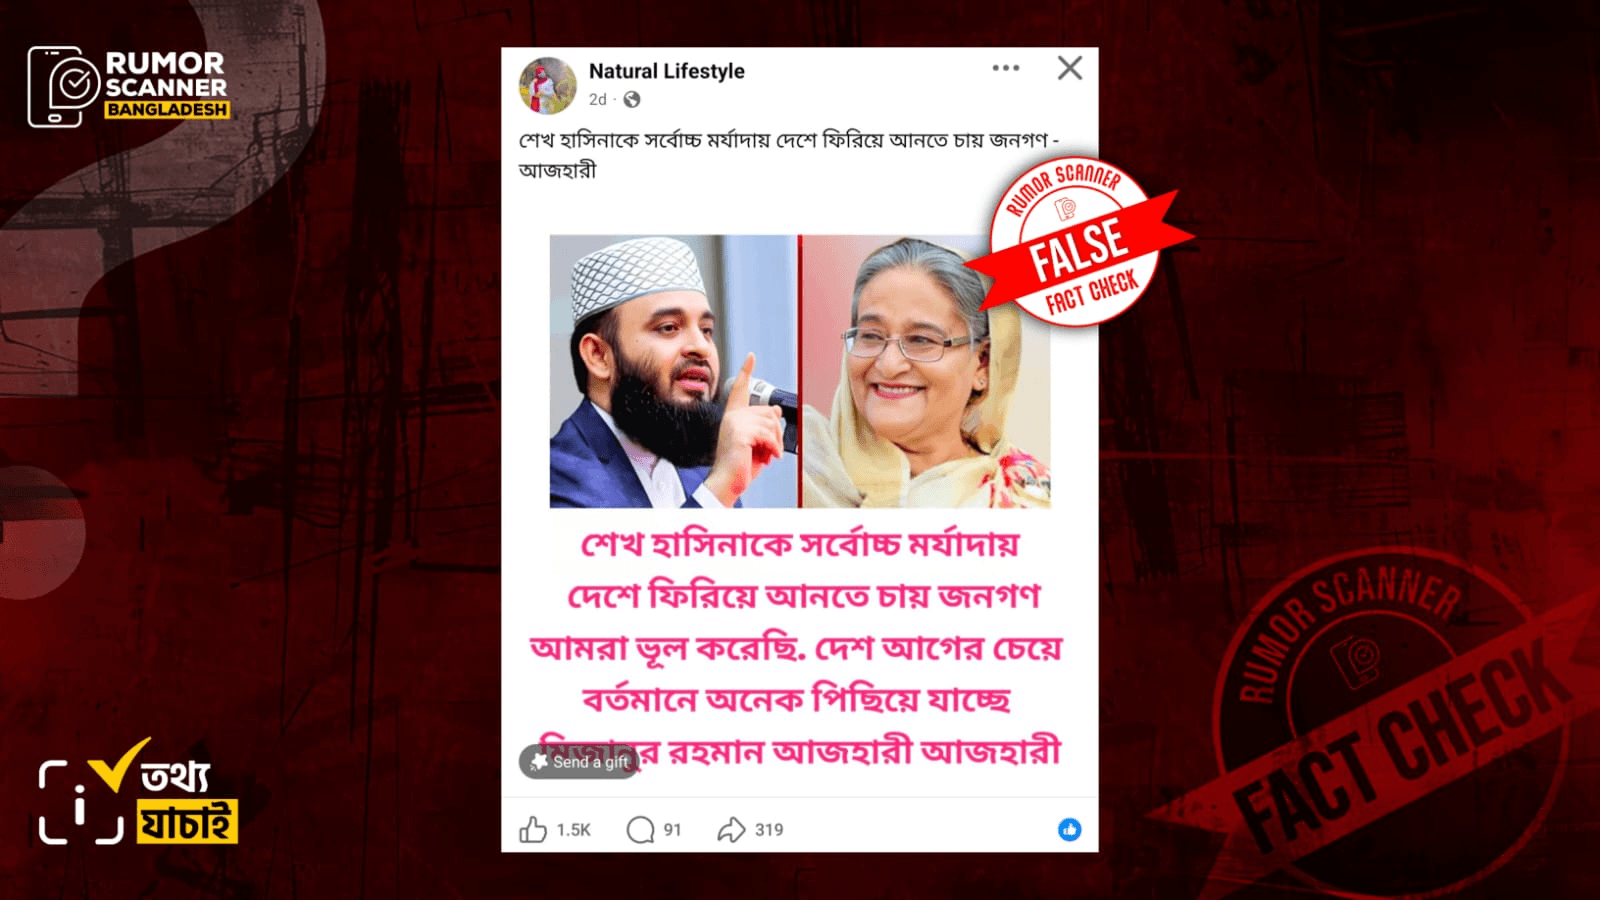 RUMOR
SCANNER
BANGLADESH
Natural Lifestyle
2d
শেখ হাসিনাকে সর্বোচ্চ মর্যাদায় দেশে ফিরিয়ে আনতে চায় জনগণ -
আজহারী
RUMOR SCANNER
FALSE
FACT CHECK
শেখ হাসিনাকে সর্বোচ্চ মর্যাদায়
দেশে ফিরিয়ে আনতে চায় জনগণ
আমরা ভূল করেছি. দেশ আগের চেয়ে
বর্তমানে অনেক পিছিয়ে যাচ্ছে
মিজানুর রহমান আজহারী আজহারী
Send a gift
1.5K 91 319
তথ্য
যাচাই
RUMOR SCANNER
FACT CHECK